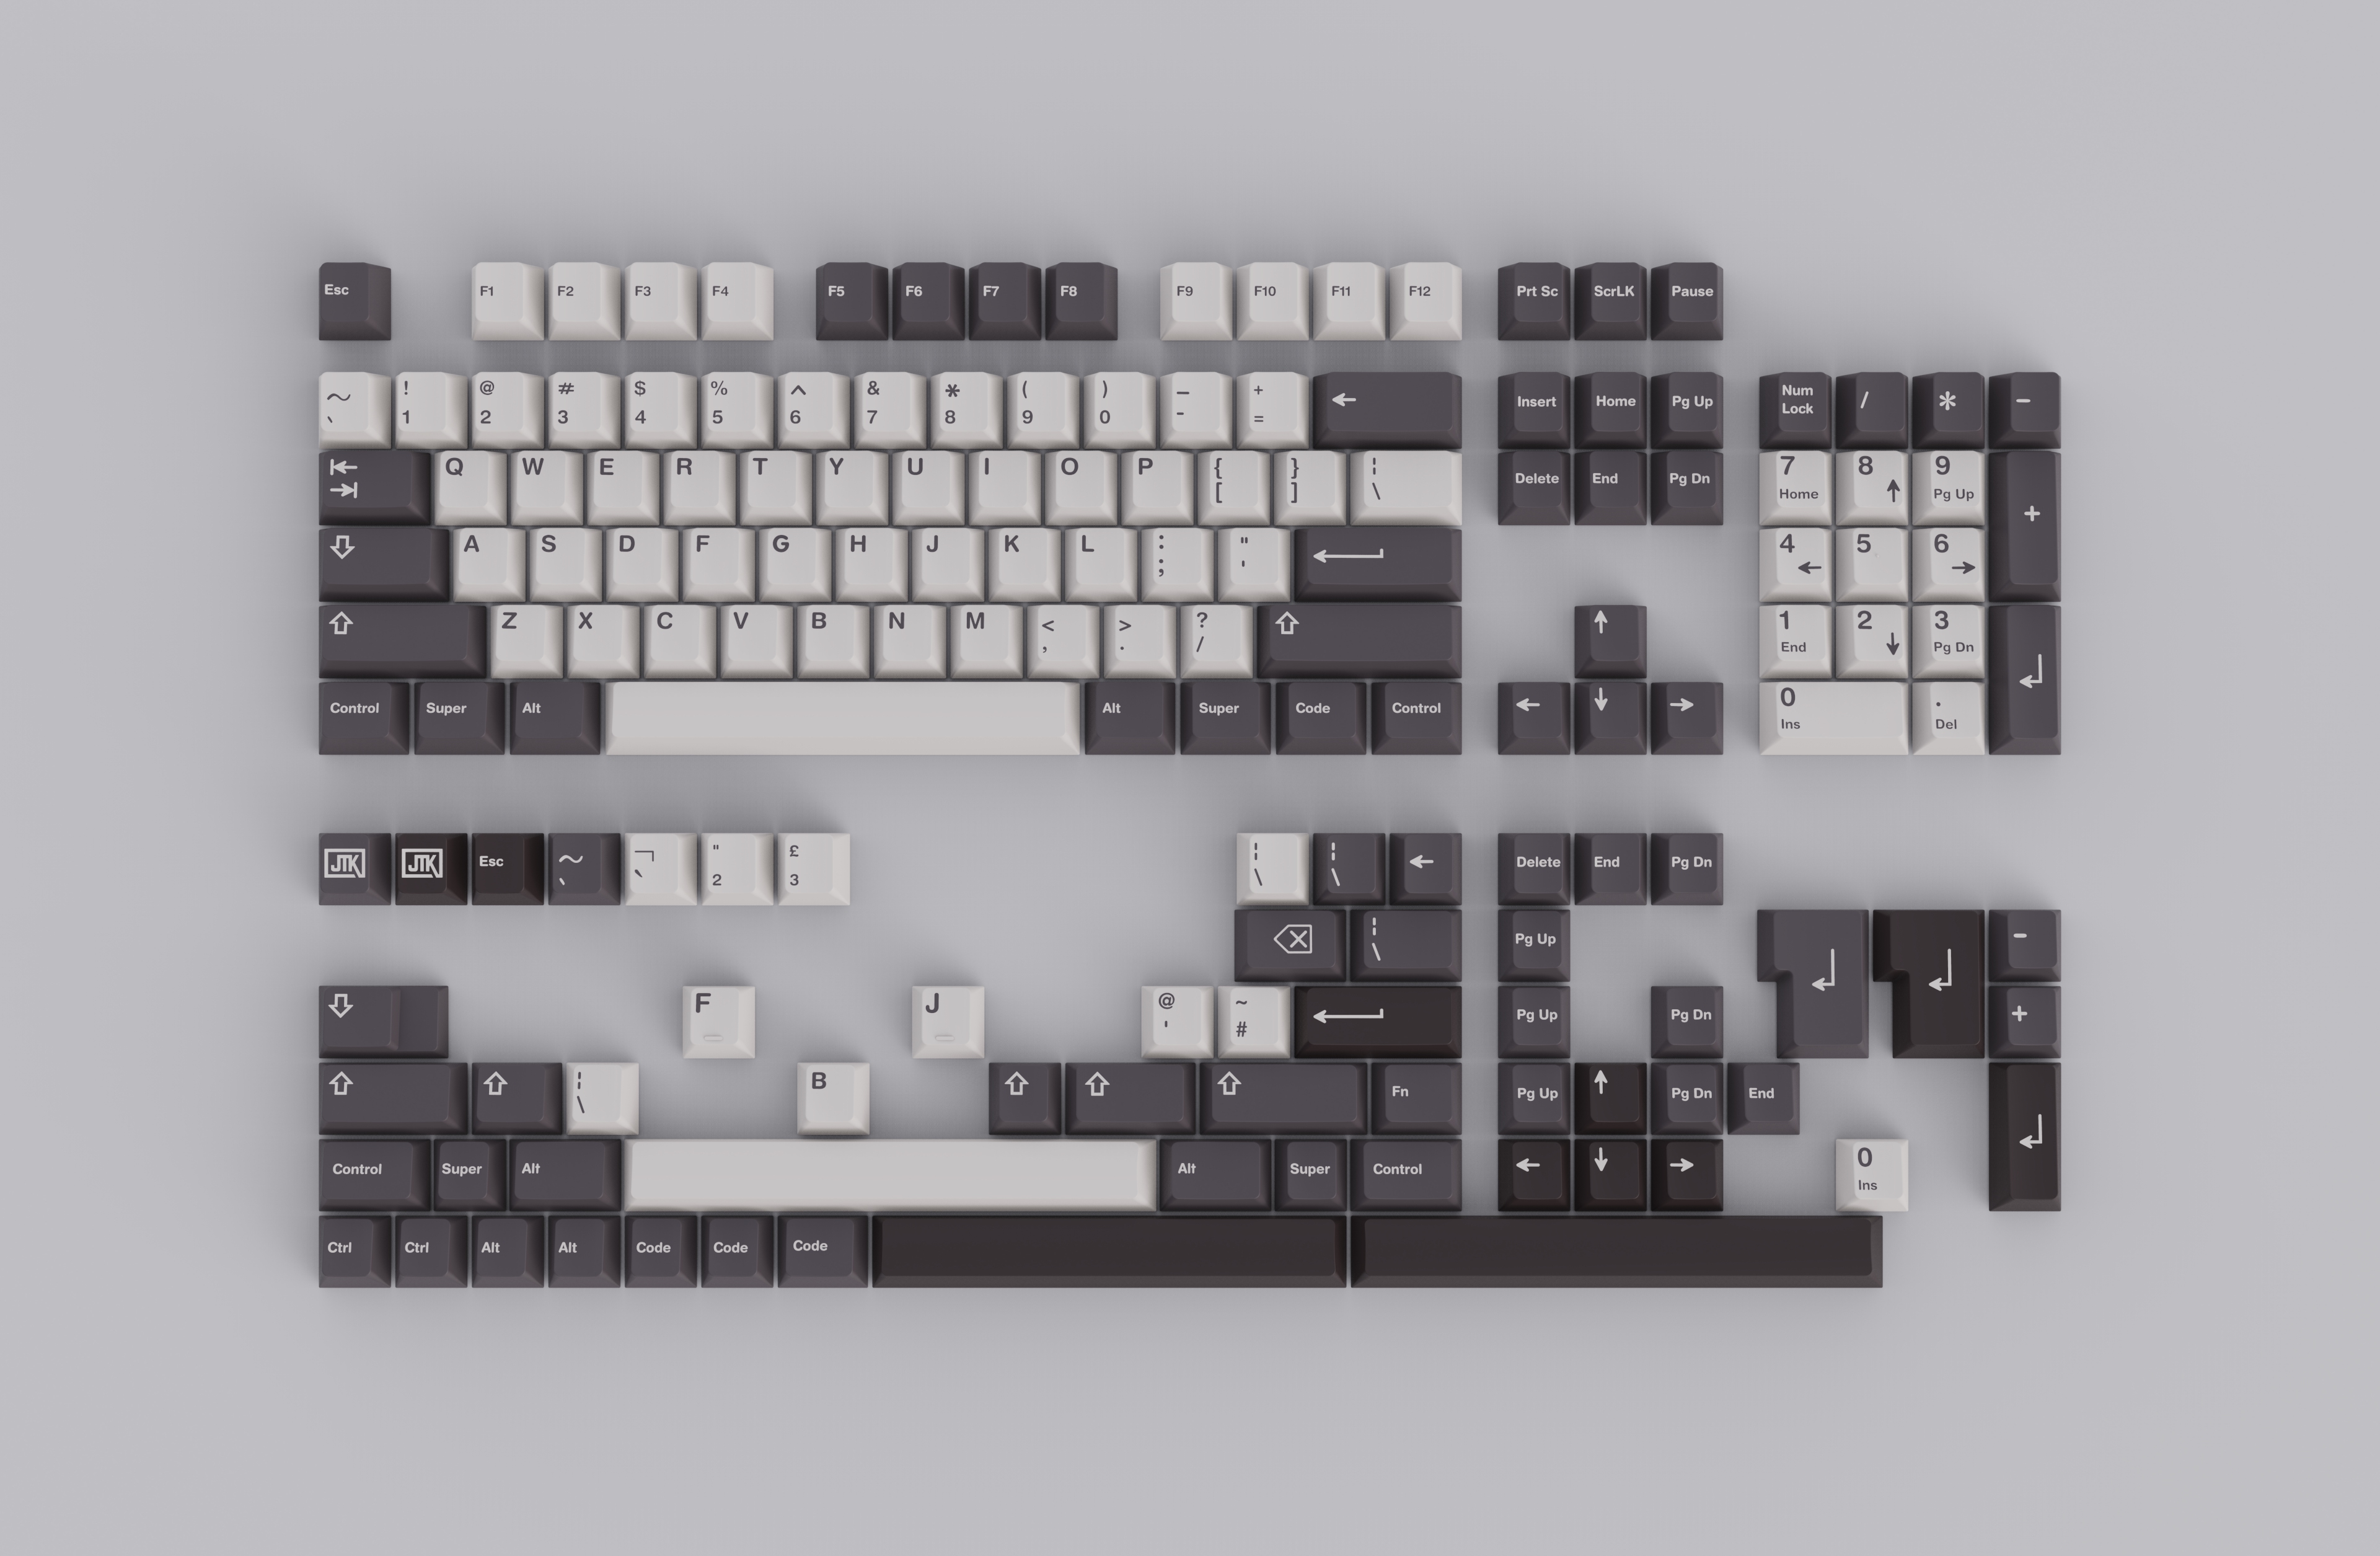 Esc F1 F2 F3 F4 F5 F6 F7 F8 F9 F10 F11 F12 Prt Sc ScrLK Pause
~ ! @ # $ % ^ & * ( ) _ +
` 1 2 3 4 5 6 7 8 9 0 - = ← Insert Home Pg Up Num Lock / * -
⇤ Q W E R T Y U I O P { } ¦ 7 8 9
⇥ [ ] \ Delete End Pg Dn Home ↑ Pg Up +
⇩ A S D F G H J K L : " ⟵ 4 5 6
; ' ← →
⇧ Z X C V B N M < > ? ⇧ ↑ 1 2 3
, . / End ↓ Pg Dn ↵
Control Super Alt Alt Super Code Control ← ↓ → 0 .
Ins Del
JTK JTK Esc ~ ¬ " £ ¦ ¦ ← Delete End Pg Dn
` ` 2 3 \ \
⌫ ¦ Pg Up ↵ ↵ -
\
⇩ F J @ ~ ⟵ Pg Up Pg Dn +
' #
⇧ ⇧ ¦ B ⇧ ⇧ ⇧ Fn Pg Up ↑ Pg Dn End ↵
\
Control Super Alt Alt Super Control ← ↓ → 0
Ins
Ctrl Ctrl Alt Alt Code Code Code